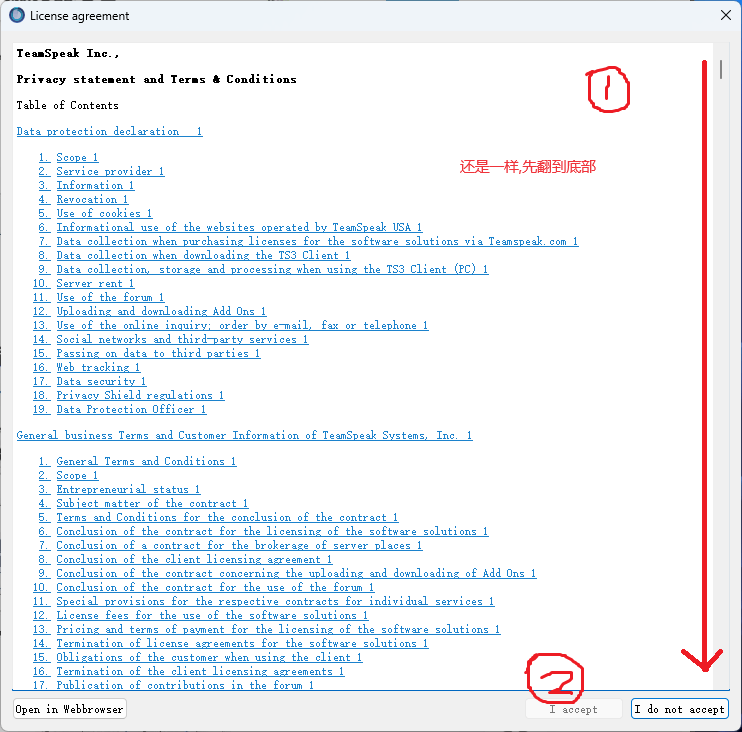 License agreement
TeamSpeak Inc.,
Privacy statement and Terms & Conditions
①
Table of Contents
Data protection declaration 1
还是一样,先翻到底部
1. Scope 1
2. Service provider 1
3. Information 1
4. Revocation 1
5. Use of cookies 1
6. Informational use of the websites operated by TeamSpeak USA 1
7. Data collection when purchasing licenses for the software solutions via Teamspeak.com 1
8. Data collection when downloading the TS3 Client 1
9. Data collection, storage and processing when using the TS3 Client (PC) 1
10. Server rent 1
11. Use of the forum 1
12. Uploading and downloading Add Ons 1
13. Use of the online inquiry; order by e-mail, fax or telephone 1
14. Social networks and third-party services 1
15. Passing on data to third parties 1
16. Web tracking 1
17. Data security 1
18. Privacy Shield regulations 1
19. Data Protection Officer 1
General business Terms and Customer Information of TeamSpeak Systems, Inc. 1
1. General Terms and Conditions 1
2. Scope 1
3. Entrepreneurial status 1
4. Subject matter of the contract 1
5. Terms and Conditions for the conclusion of the contract 1
6. Conclusion of the contract for the licensing of the software solutions 1
7. Conclusion of a contract for the brokerage of server places 1
8. Conclusion of the client licensing agreement 1
9. Conclusion of the contract concerning the uploading and downloading of Add Ons 1
10. Conclusion of the contract for the use of the forum 1
11. Special provisions for the respective contracts for individual services 1
12. License fees for the use of the software solutions 1
13. Pricing and terms of payment for the licensing of the software solutions 1
14. Termination of license agreements for the software solutions 1
15. Obligations of the customer when using the client 1
16. Termination of the client licensing agreements 1
17. Publication of contributions in the forum 1
②
Open in Webbrowser
I accept
I do not accept